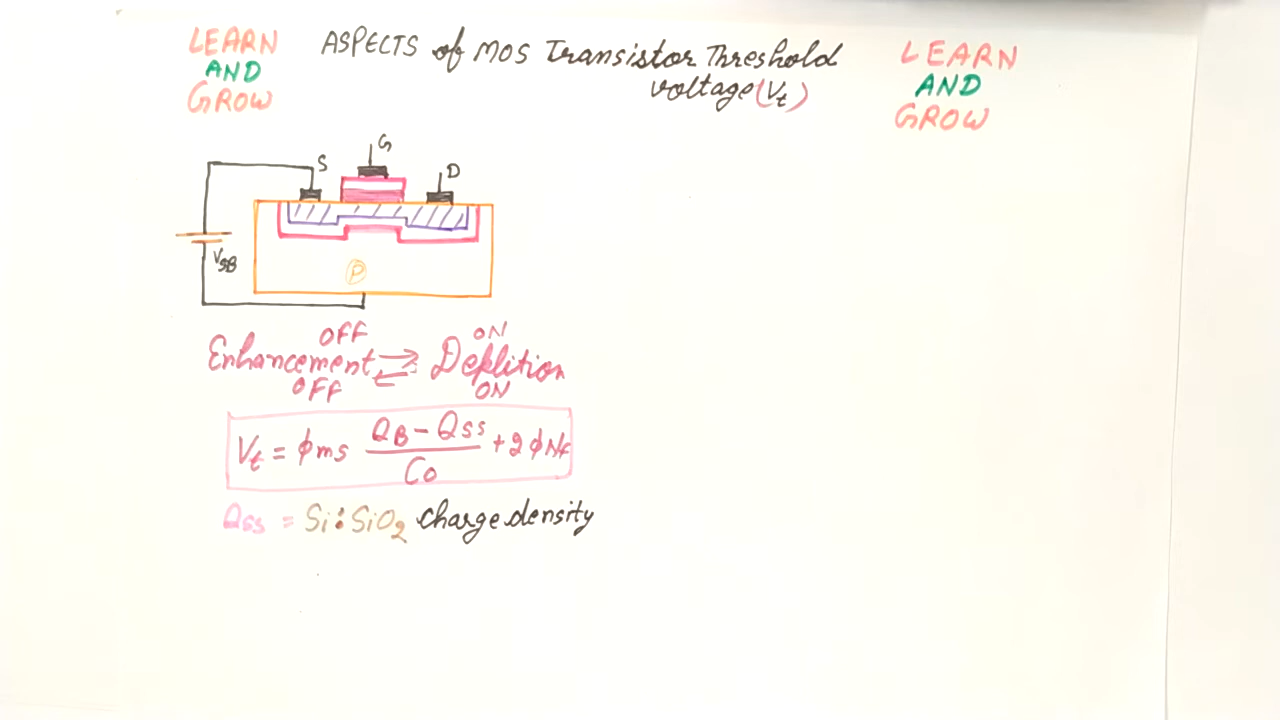 LEARN
AND
GROW
ASPECTS of MOS Transistor Threshold
voltage (Vt)
LEARN
AND
GROW
G
S
D
VSB
P
OFF ON
Enhancement ⇌ Deplition
OFF ON
Vt = ϕms QB - Qss / Co + 2ϕNf
Qss = Si : SiO2 charge density